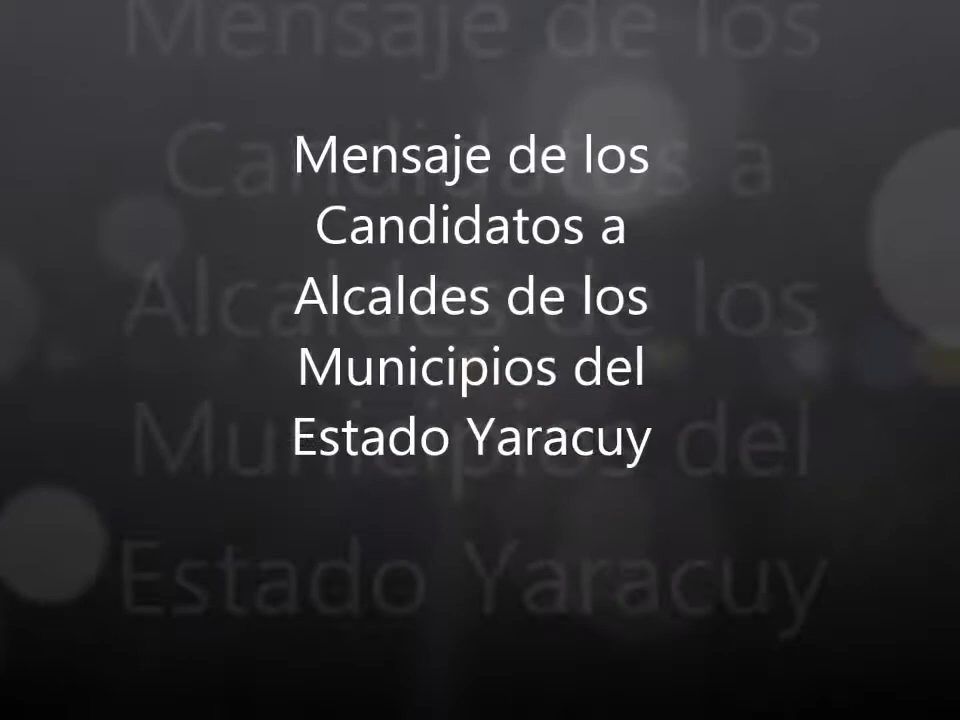 Mensaje de los
Candidatos a
Alcaldes de los
Municipios del
Estado Yaracuy